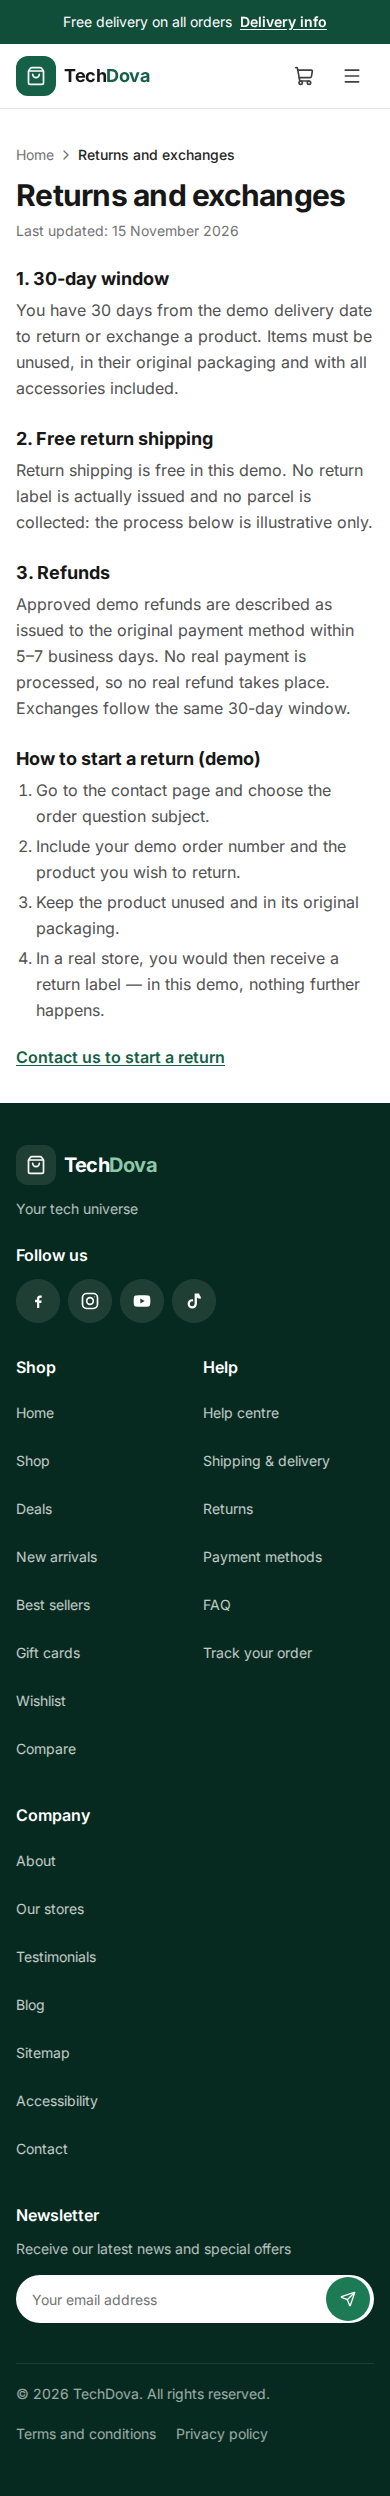 Free delivery on all orders Delivery info
TechDova
Home > Returns and exchanges
Returns and exchanges
Last updated: 15 November 2026
1. 30-day window
You have 30 days from the demo delivery date
to return or exchange a product. Items must be
unused, in their original packaging and with all
accessories included.
2. Free return shipping
Return shipping is free in this demo. No return
label is actually issued and no parcel is
collected: the process below is illustrative only.
3. Refunds
Approved demo refunds are described as
issued to the original payment method within
5–7 business days. No real payment is
processed, so no real refund takes place.
Exchanges follow the same 30-day window.
How to start a return (demo)
1. Go to the contact page and choose the
order question subject.
2. Include your demo order number and the
product you wish to return.
3. Keep the product unused and in its original
packaging.
4. In a real store, you would then receive a
return label — in this demo, nothing further
happens.
Contact us to start a return
TechDova
Your tech universe
Follow us
Shop
Home
Shop
Deals
New arrivals
Best sellers
Gift cards
Wishlist
Compare
Help
Help centre
Shipping & delivery
Returns
Payment methods
FAQ
Track your order
Company
About
Our stores
Testimonials
Blog
Sitemap
Accessibility
Contact
Newsletter
Receive our latest news and special offers
Your email address
© 2026 TechDova. All rights reserved.
Terms and conditions Privacy policy